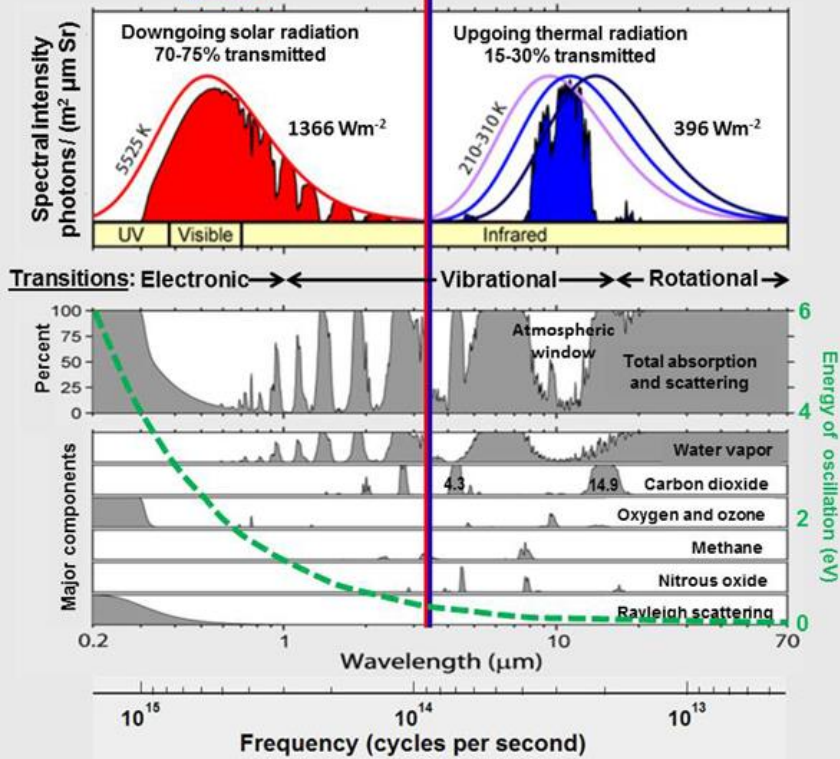 Spectral intensity
photons / (m² μm Sr)
Downgoing solar radiation
70-75% transmitted
5525 K
1366 Wm⁻²
Upgoing thermal radiation
15-30% transmitted
210-310 K
396 Wm⁻²
UV
Visible
Infrared
Transitions: Electronic
Vibrational
Rotational
Percent
100
75
50
25
0
Atmospheric
window
Total absorption
and scattering
6
4
2
0
Energy of oscillation (eV)
Major components
Water vapor
4.3
14.9
Carbon dioxide
Oxygen and ozone
Methane
Nitrous oxide
Rayleigh scattering
0.2
1
10
70
Wavelength (μm)
10¹⁵
10¹⁴
10¹³
Frequency (cycles per second)